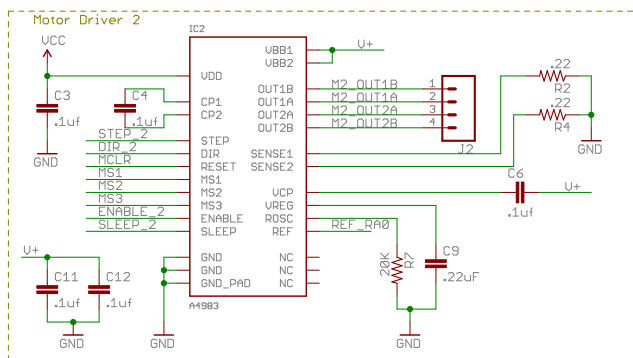 Motor Driver 2
IC2
VCC
V+
VBB1
VBB2
VDD
C3
.1uf
C4
.1uf
CP1
CP2
OUT1B
OUT1A
OUT2A
OUT2B
M2_OUT1B
M2_OUT1A
M2_OUT2A
M2_OUT2B
1
2
3
4
J2
.22
R2
.22
R4
GND
GND
STEP_2
DIR_2
MCLR
MS1
MS2
MS3
ENABLE_2
SLEEP_2
STEP
DIR
RESET
MS1
MS2
MS3
ENABLE
SLEEP
SENSE1
SENSE2
VCP
VREG
ROSC
REF
REF_RA0
C6
.1uf
V+
V+
C11
.1uf
C12
.1uf
GND
GND
GND
GND_PAD
NC
NC
NC
20K
R7
C9
.22uF
A4983
GND
GND
GND